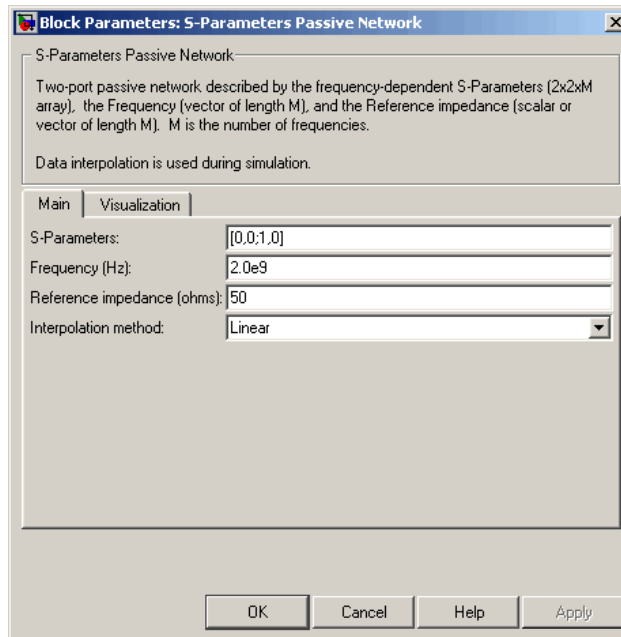 Block Parameters: S-Parameters Passive Network
S-Parameters Passive Network
Two-port passive network described by the frequency-dependent S-Parameters (2x2xM
array), the Frequency (vector of length M), and the Reference impedance (scalar or
vector of length M). M is the number of frequencies.
Data interpolation is used during simulation.
Main Visualization
S-Parameters: [0,0;1,0]
Frequency (Hz): 2.0e9
Reference impedance (ohms): 50
Interpolation method: Linear
OK Cancel Help Apply